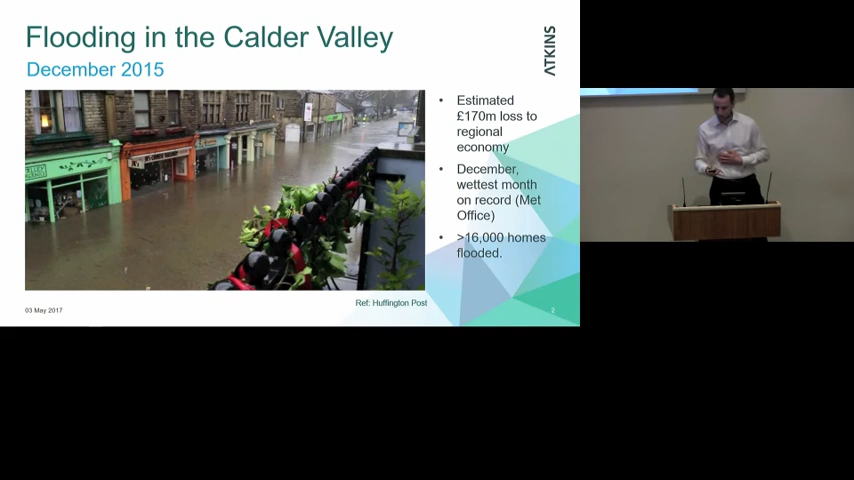 Flooding in the Calder Valley
December 2015
ATKINS
• Estimated
£170m loss to
regional
economy
• December,
wettest month
on record (Met
Office)
• >16,000 homes
flooded.
Ref: Huffington Post
03 May 2017
2